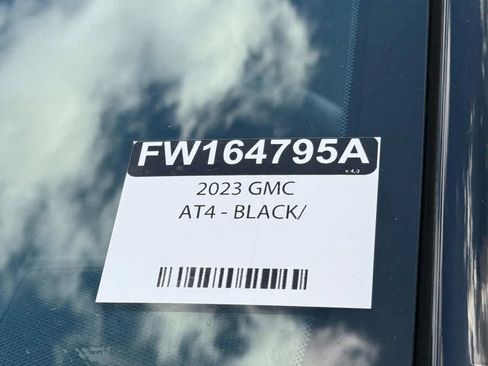 FW164795A
v 4.0
2023 GMC
AT4 - BLACK/